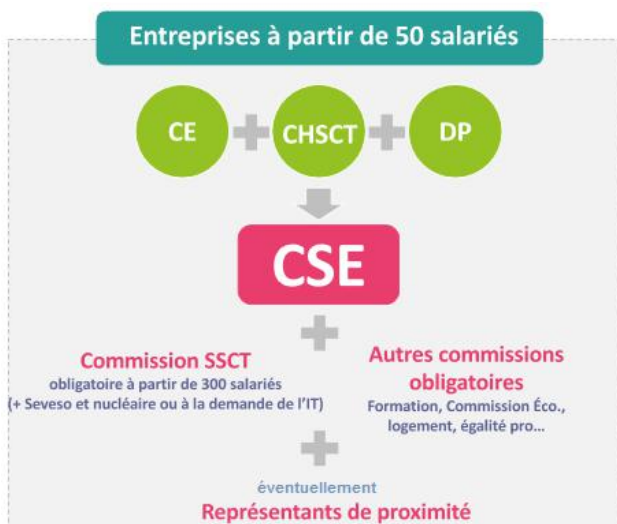 Entreprises à partir de 50 salariés
CE + CHSCT + DP
CSE
+
Commission SSCT
obligatoire à partir de 300 salariés
(+ Seveso et nucléaire ou à la demande de l'IT)
Autres commissions
obligatoires
Formation, Commission Éco.,
logement, égalité pro...
+
éventuellement
Représentants de proximité